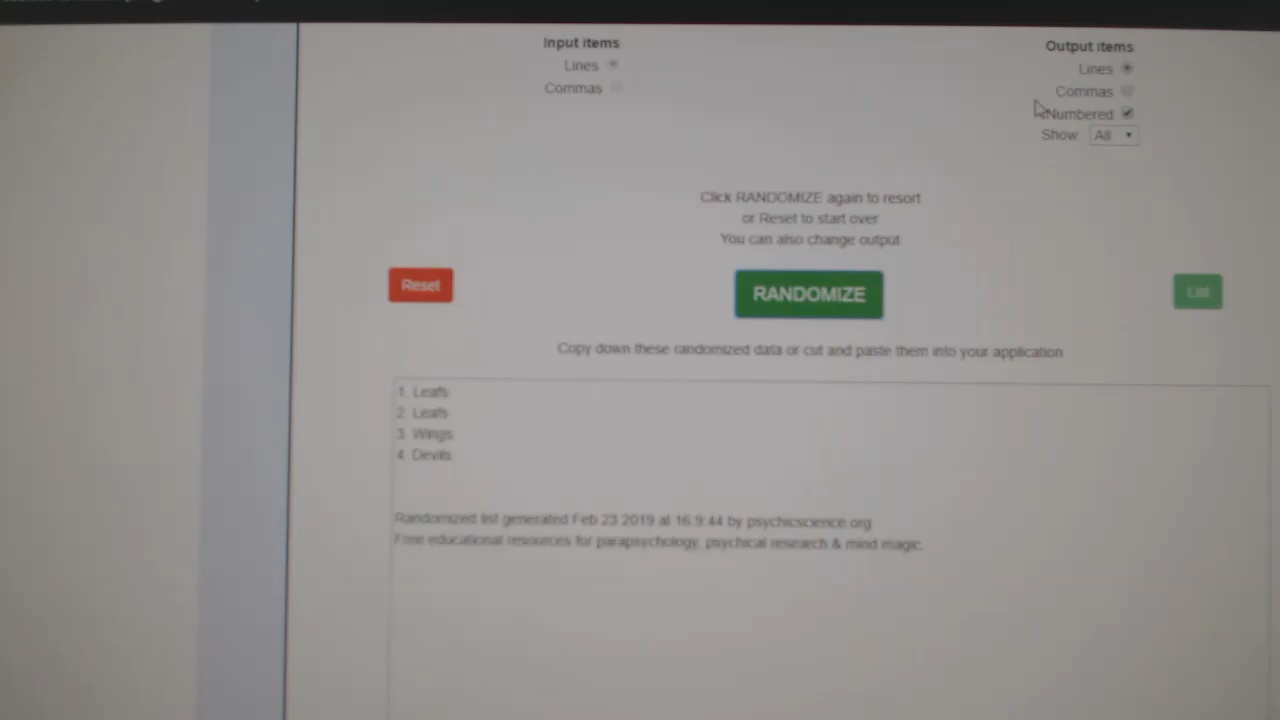 Input items
Lines
Commas
Output items
Lines
Commas
Numbered
Show All
Click RANDOMIZE again to resort
or Reset to start over
You can also change output
Reset
RANDOMIZE
List
Copy down these randomized data or cut and paste them into your application
1. Leafs
2. Leafs
3. Wings
4. Devils
Randomized list generated Feb 23 2019 at 16:9:44 by psychicscience.org
Free educational resources for parapsychology, psychical research & mind magic.